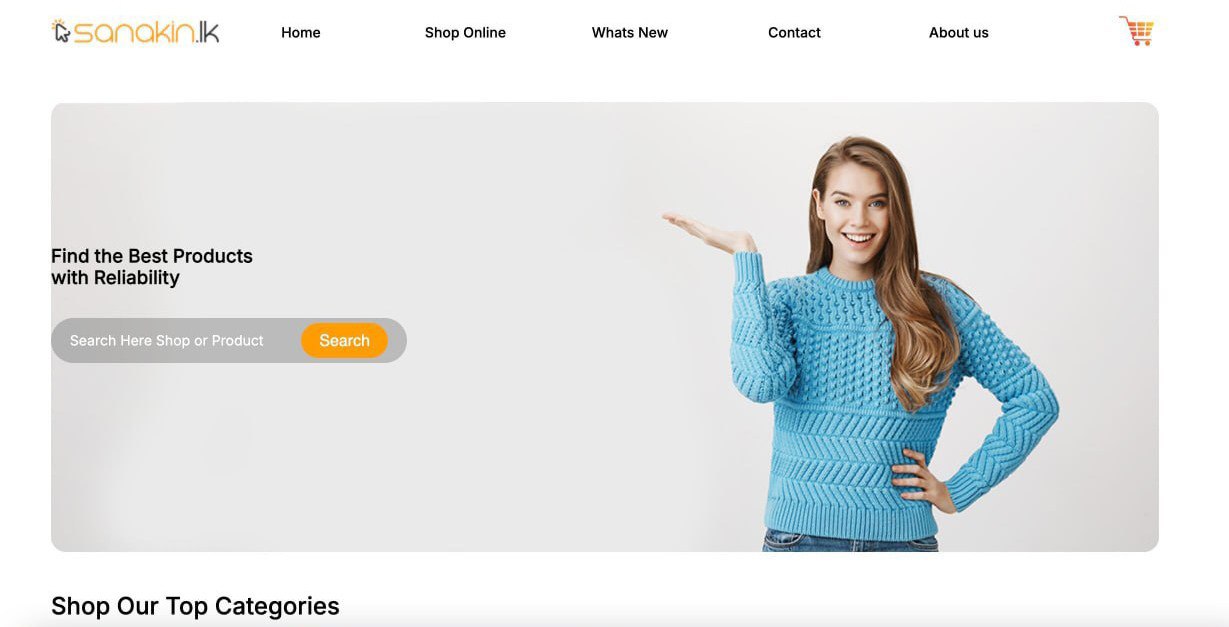 sanakin.lk
Home
Shop Online
Whats New
Contact
About us
Find the Best Products
with Reliability
Search Here Shop or Product
Search
Shop Our Top Categories